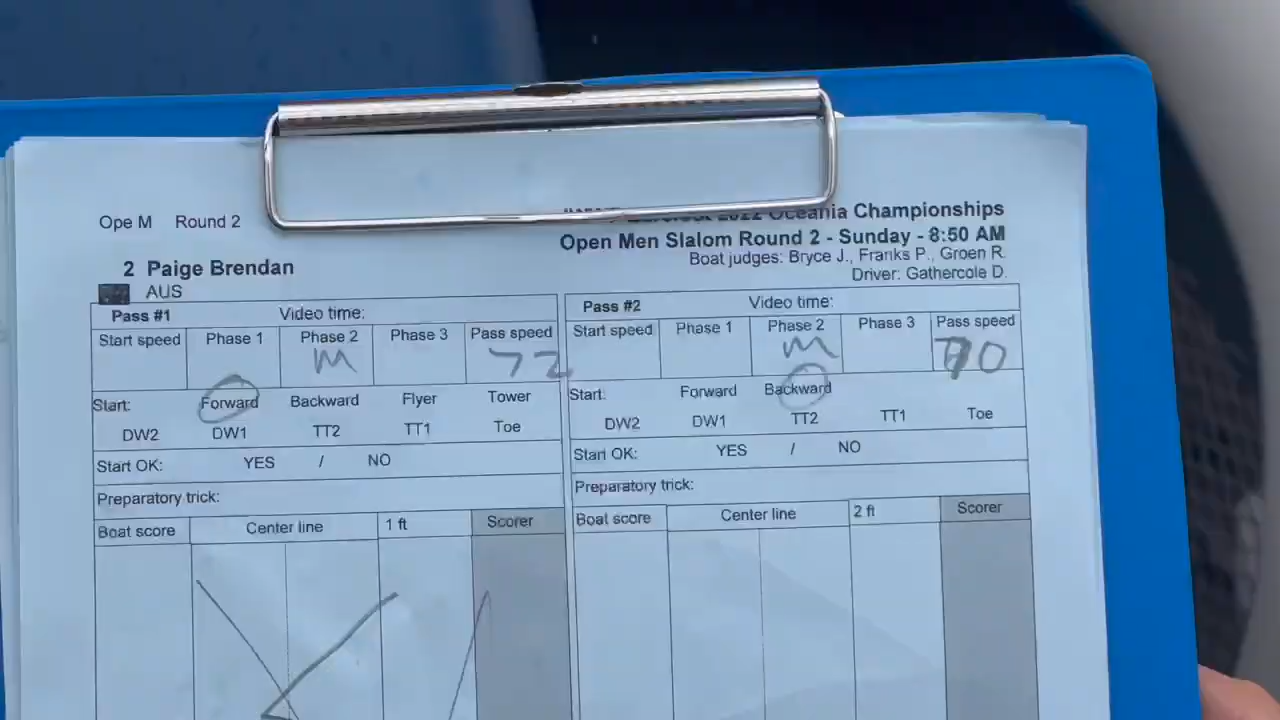 Ope M Round 2
2022 Oceania Championships
Open Men Slalom Round 2 - Sunday - 8:50 AM
Boat judges: Bryce J., Franks P., Groen R.
Driver: Gathercole D.
2 Paige Brendan
AUS
Pass #1 Video time:
Start speed Phase 1 Phase 2 Phase 3 Pass speed
M 72
Start: Forward Backward Flyer Tower
DW2 DW1 TT2 TT1 Toe
Start OK: YES / NO
Preparatory trick:
Boat score Center line 1 ft Scorer
Pass #2 Video time:
Start speed Phase 1 Phase 2 Phase 3 Pass speed
M 70
Start: Forward Backward
DW2 DW1 TT2 TT1 Toe
Start OK: YES / NO
Preparatory trick:
Boat score Center line 2 ft Scorer